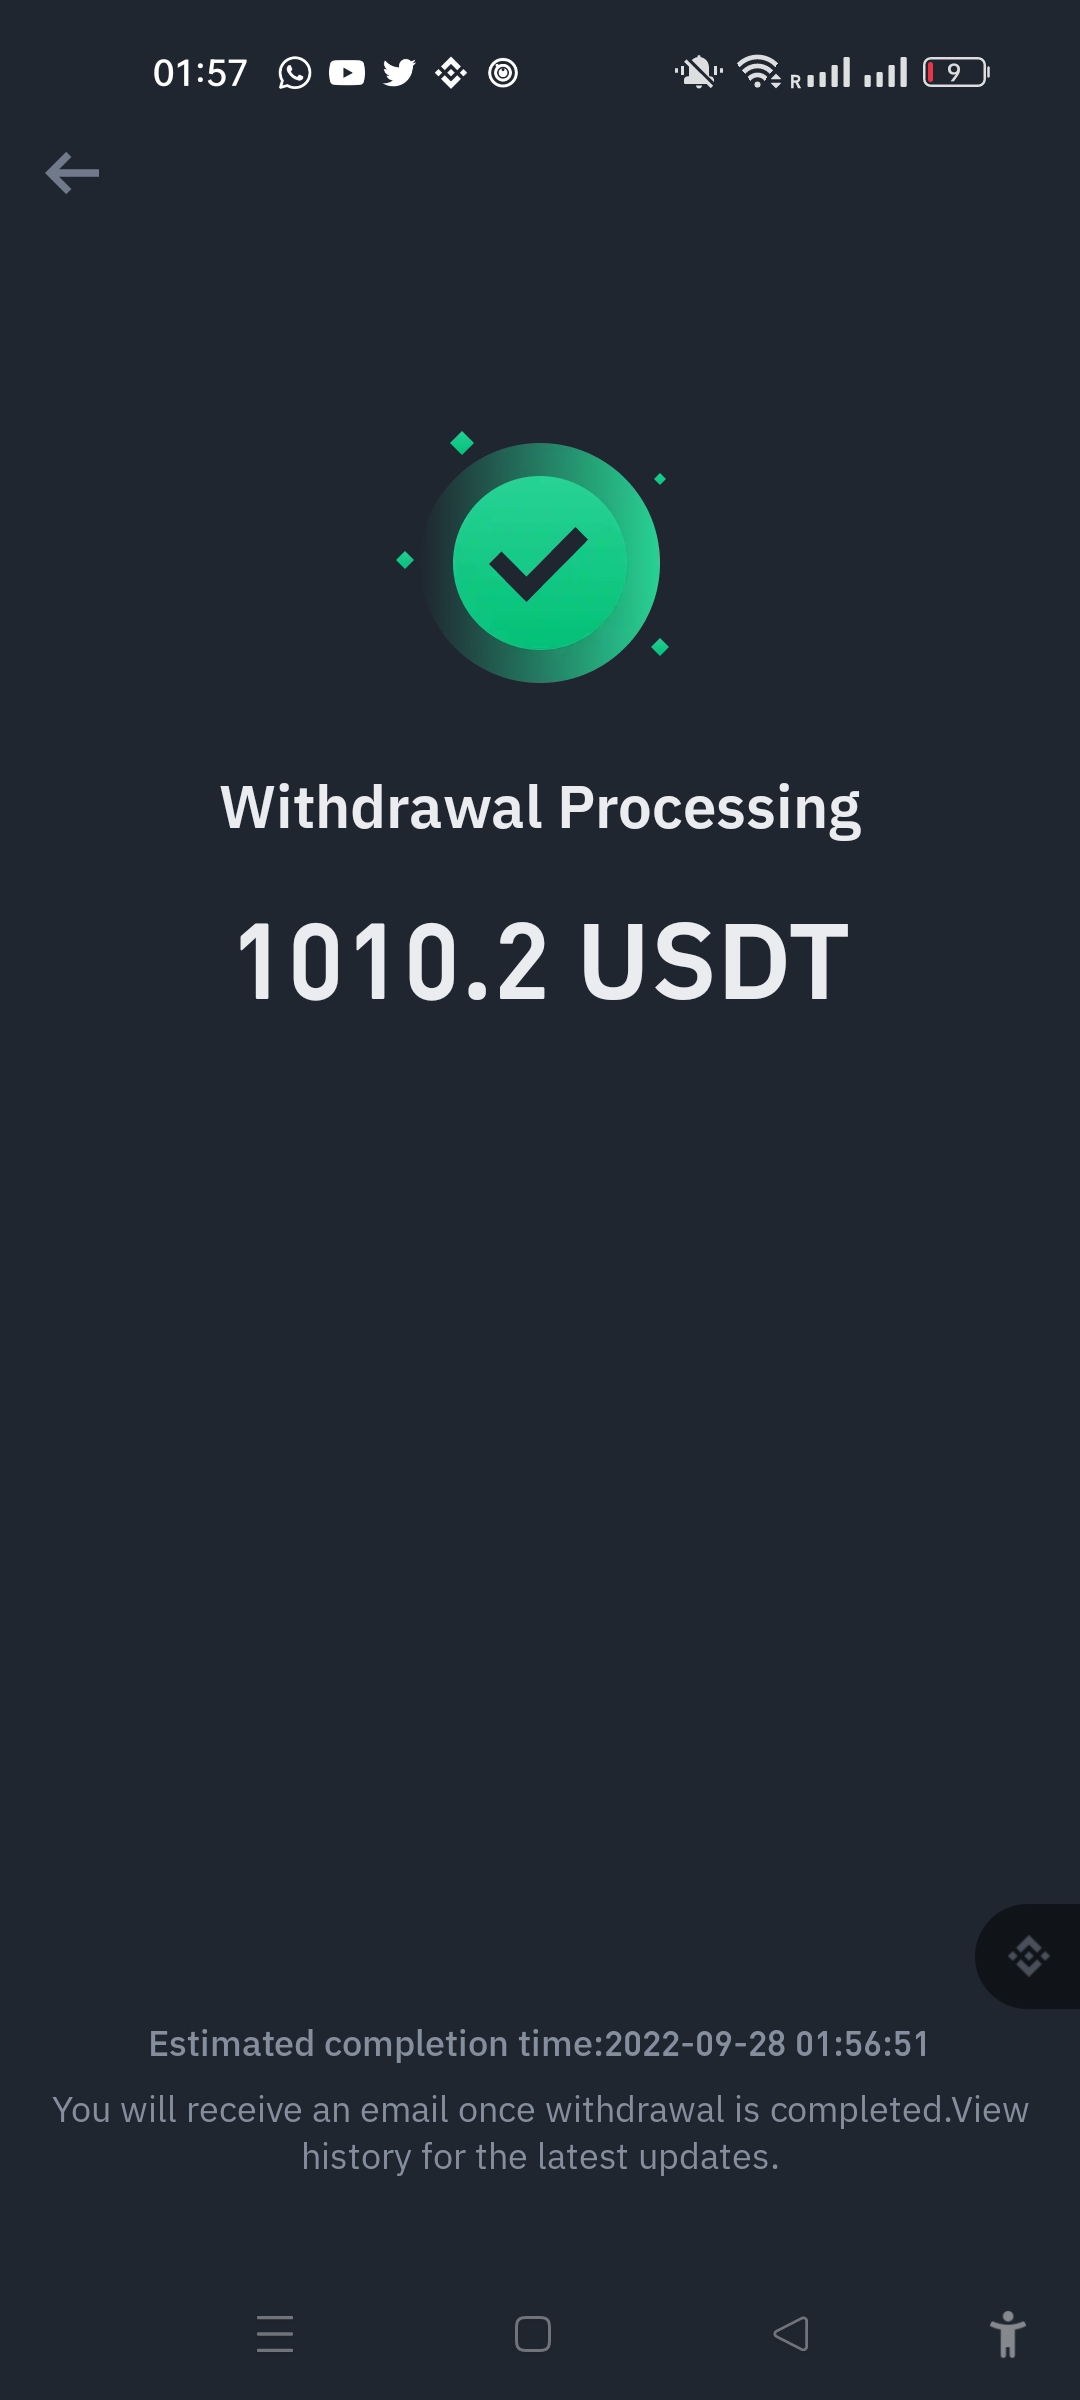 01:57
R
9
Withdrawal Processing
1010.2 USDT
Estimated completion time:2022-09-28 01:56:51
You will receive an email once withdrawal is completed.View
history for the latest updates.